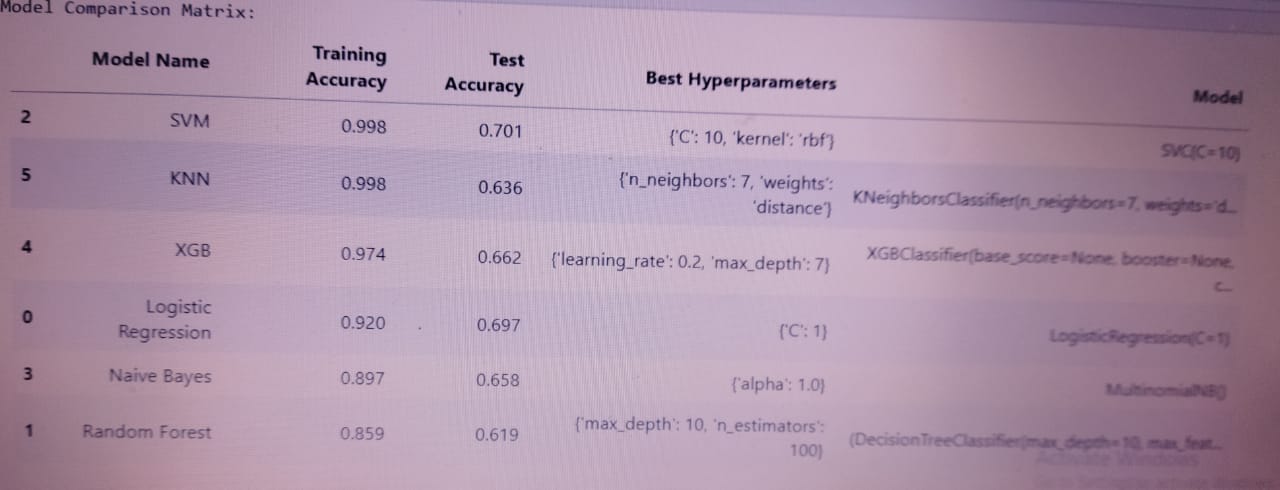 Model Comparison Matrix:
Model Name Training Accuracy Test Accuracy Best Hyperparameters Model
2 SVM 0.998 0.701 {'C': 10, 'kernel': 'rbf'} SVC(C=10)
5 KNN 0.998 0.636 {'n_neighbors': 7, 'weights': 'distance'} KNeighborsClassifier(n_neighbors=7, weights='d...
4 XGB 0.974 0.662 {'learning_rate': 0.2, 'max_depth': 7} XGBClassifier(base_score=None, booster=None, c...
0 Logistic Regression 0.920 0.697 {'C': 1} LogisticRegression(C=1)
3 Naive Bayes 0.897 0.658 {'alpha': 1.0} MultinomialNB()
1 Random Forest 0.859 0.619 {'max_depth': 10, 'n_estimators': 100} (DecisionTreeClassifier(max_depth=10, max_feat...
Activate Windows